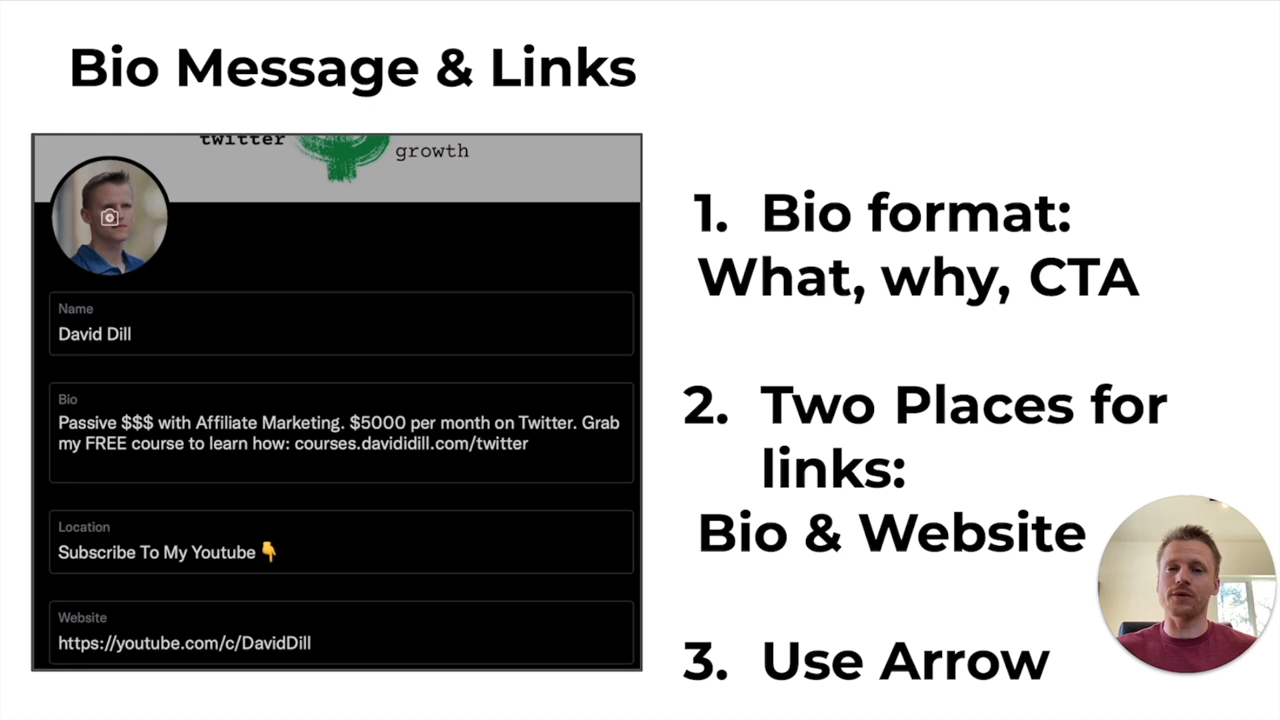 Bio Message & Links
twitter
growth
Name
David Dill
Bio
Passive $$$ with Affiliate Marketing. $5000 per month on Twitter. Grab
my FREE course to learn how: courses.davididill.com/twitter
Location
Subscribe To My Youtube 👇
Website
https://youtube.com/c/DavidDill
1. Bio format:
What, why, CTA
2. Two Places for
links:
Bio & Website
3. Use Arrow